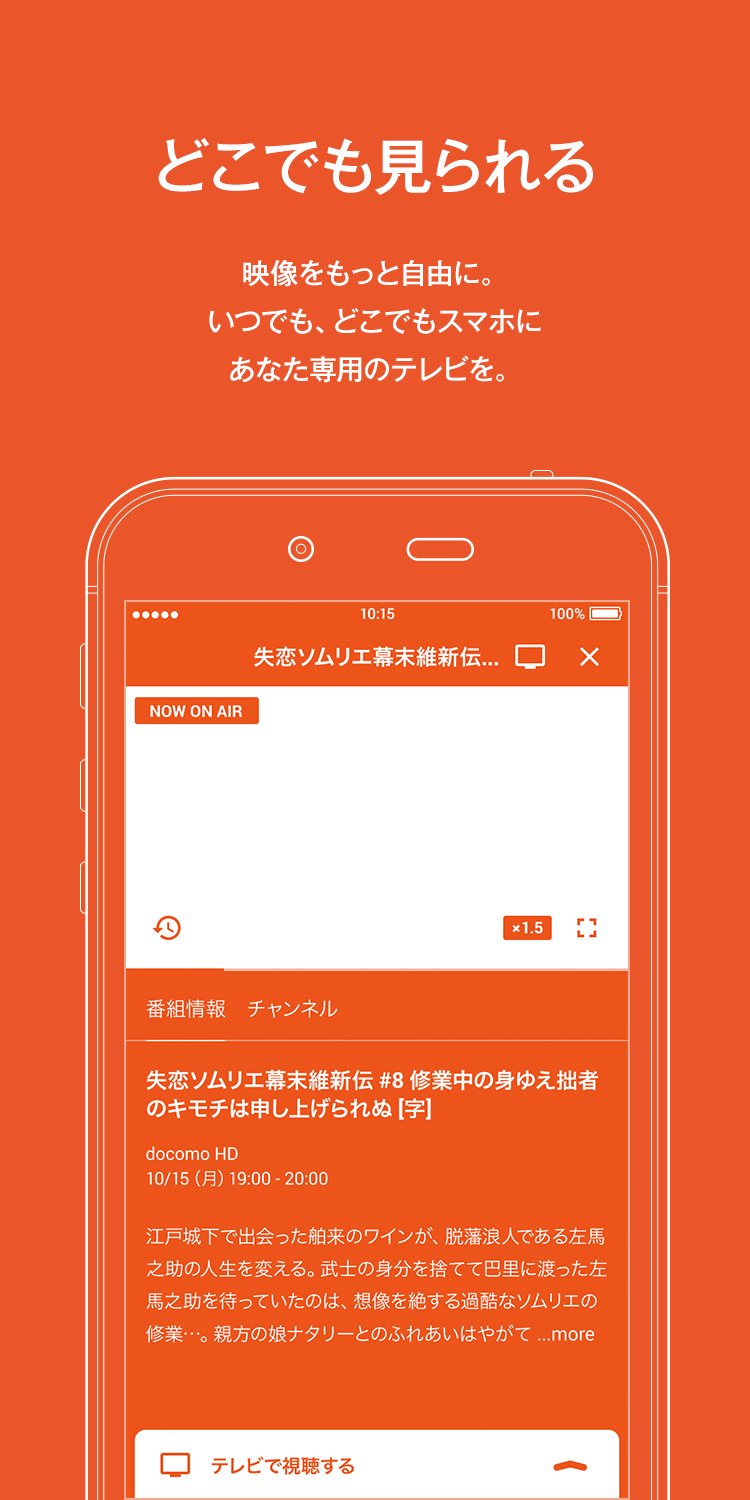 どこでも見られる
映像をもっと自由に。
いつでも、どこでもスマホに
あなた専用のテレビを。
10:15
100%
失恋ソムリエ幕末維新伝...
NOW ON AIR
×1.5
番組情報 チャンネル
失恋ソムリエ幕末維新伝 #8 修業中の身ゆえ拙者
のキモチは申し上げられぬ [字]
docomo HD
10/15（月）19:00 - 20:00
江戸城下で出会った舶来のワインが、脱藩浪人である左馬
之助の人生を変える。武士の身分を捨てて巴里に渡った左
馬之助を待っていたのは、想像を絶する過酷なソムリエの
修業…。親方の娘ナタリーとのふれあいはやがて ...more
テレビで視聴する